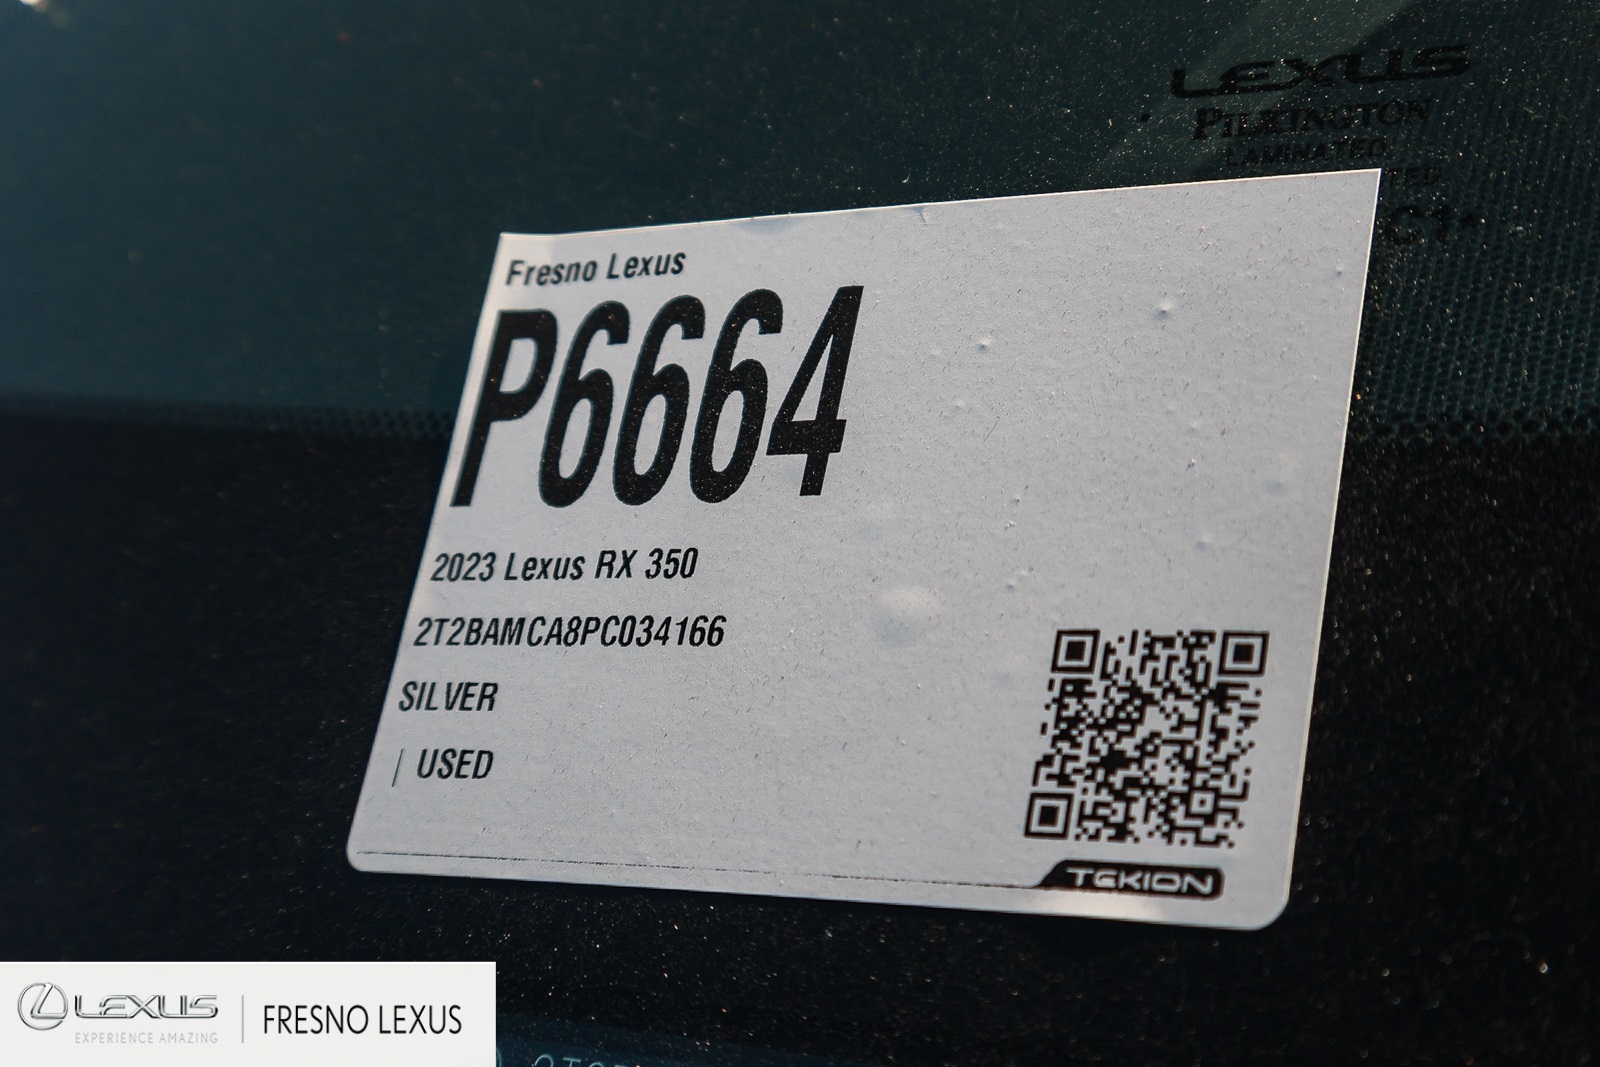 LEXUS
PILKINGTON
LAMINATED
Fresno Lexus
P6664
2023 Lexus RX 350
2T2BAMCA8PC034166
SILVER
| USED
TEKION
LEXUS
EXPERIENCE AMAZING
FRESNO LEXUS